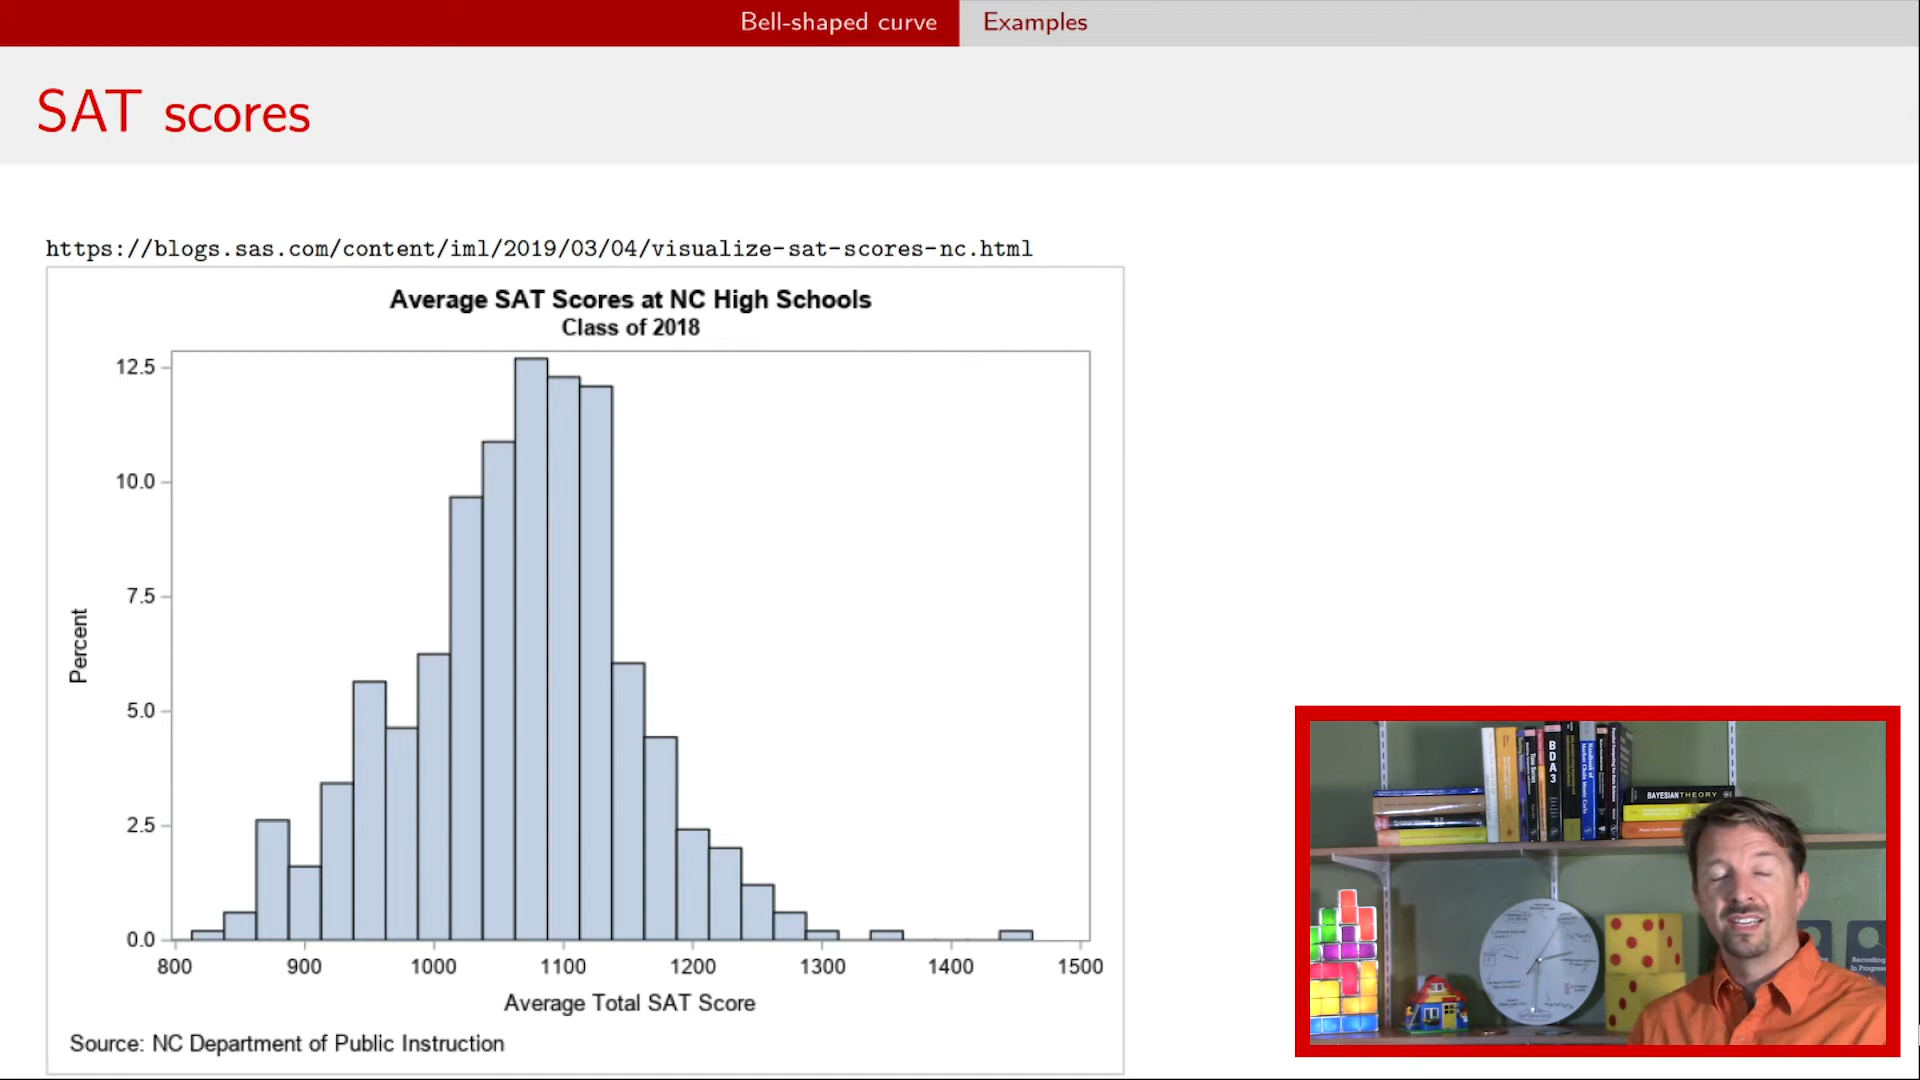 Bell-shaped curve Examples
SAT scores
https://blogs.sas.com/content/iml/2019/03/04/visualize-sat-scores-nc.html
Average SAT Scores at NC High Schools
Class of 2018
12.5
10.0
7.5
5.0
2.5
0.0
Percent
800 900 1000 1100 1200 1300 1400 1500
Average Total SAT Score
Source: NC Department of Public Instruction
BDA3
BAYESIAN THEORY
Recording
In Progress